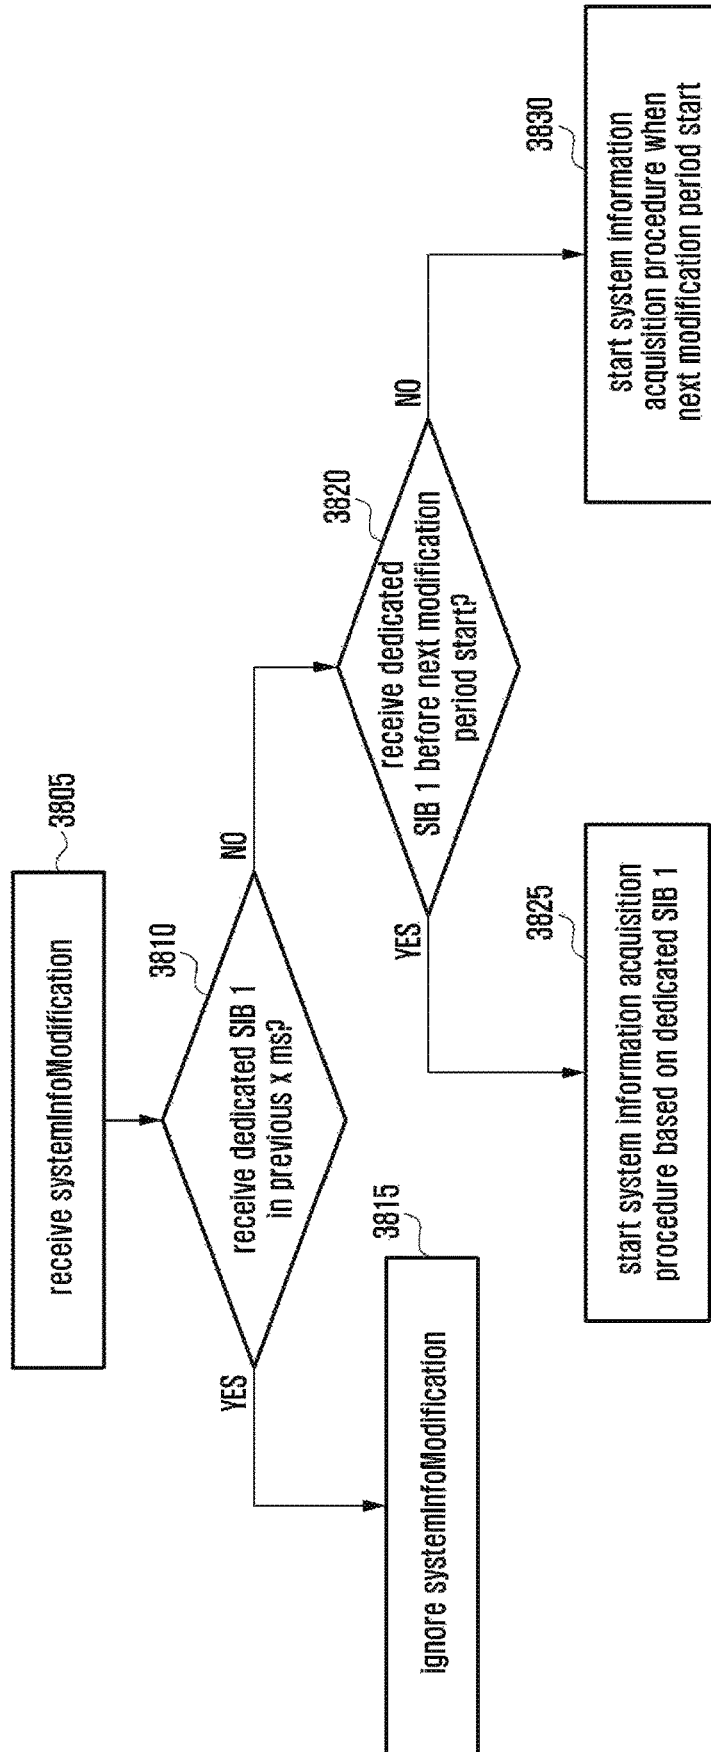 receive systemInfoModification
3805
receive dedicated SIB 1
in previous x ms?
3810
YES
NO
ignore systemInfoModification
3815
receive dedicated
SIB 1 before next modification
period start?
3820
YES
NO
start system information acquisition
procedure based on dedicated SIB 1
3825
start system information
acquisition procedure when
next modification period start
3830